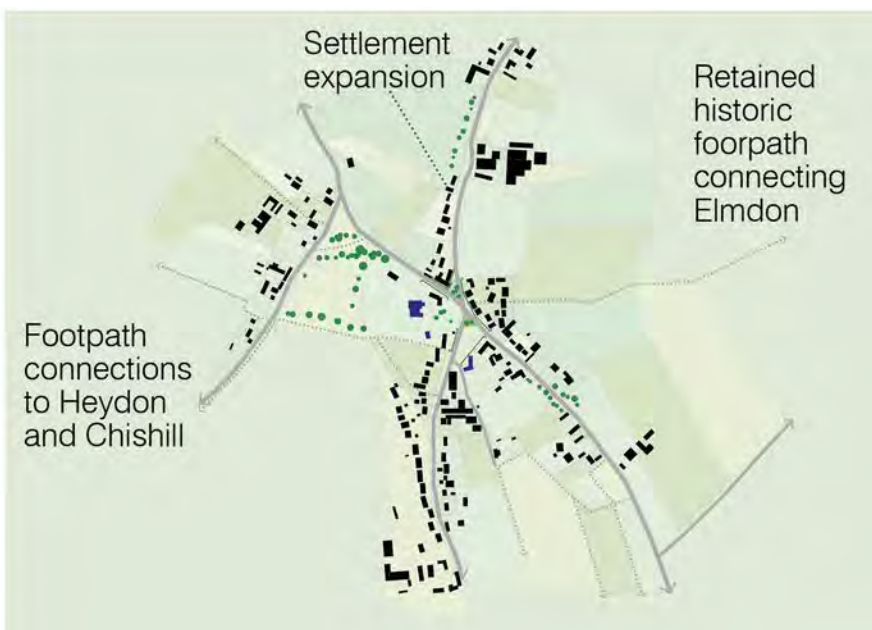 Settlement
expansion
Retained
historic
foorpath
connecting
Elmdon
Footpath
connections
to Heydon
and Chishill